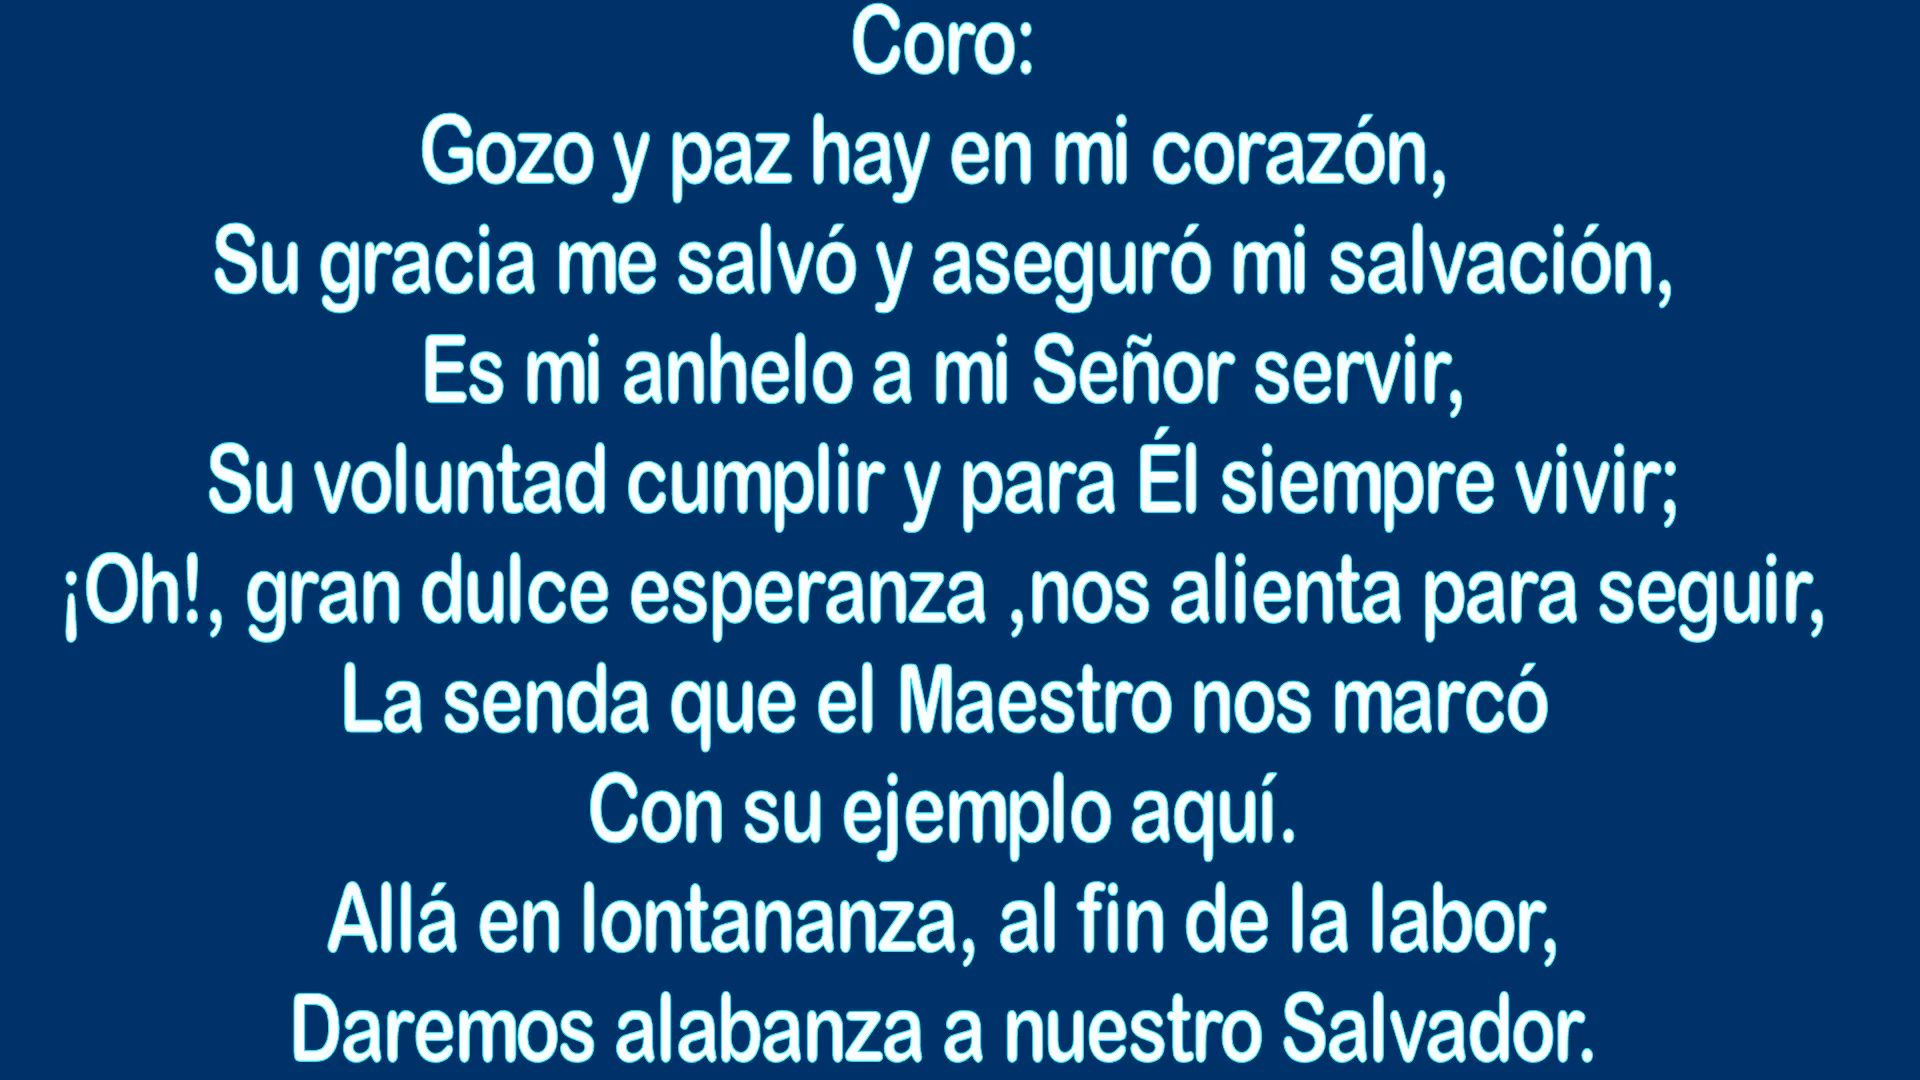 Coro:
Gozo y paz hay en mi corazón,
Su gracia me salvó y aseguró mi salvación,
Es mi anhelo a mi Señor servir,
Su voluntad cumplir y para Él siempre vivir;
¡Oh!, gran dulce esperanza ,nos alienta para seguir,
La senda que el Maestro nos marcó
Con su ejemplo aquí.
Allá en lontananza, al fin de la labor,
Daremos alabanza a nuestro Salvador.